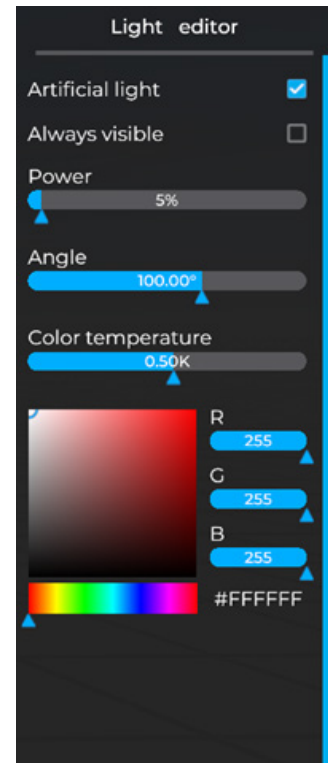 Light editor
Artificial light
Always visible
Power
5%
Angle
100.00°
Color temperature
0.50K
R
255
G
255
B
255
#FFFFFF